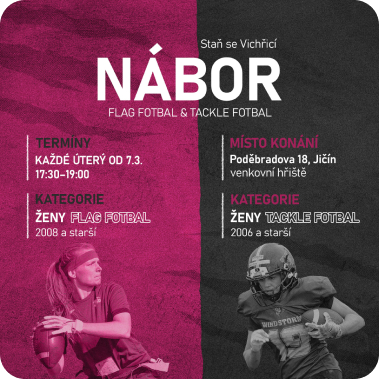 Staň se Vichřicí
NÁBOR
FLAG FOTBAL & TACKLE FOTBAL
TERMÍNY
KAŽDÉ ÚTERÝ OD 7.3.
17:30–19:00
KATEGORIE
ŽENY FLAG FOTBAL
2008 a starší
MÍSTO KONÁNÍ
Poděbradova 18, Jičín
venkovní hřiště
KATEGORIE
ŽENY TACKLE FOTBAL
2006 a starší
WINDSTORM